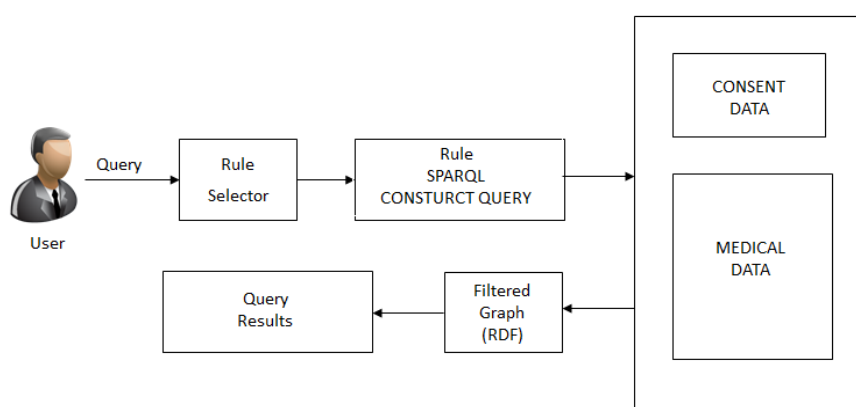 Query
User
Rule
Selector
Rule
SPARQL
CONSTURCT QUERY
CONSENT
DATA
MEDICAL
DATA
Filtered
Graph
(RDF)
Query
Results